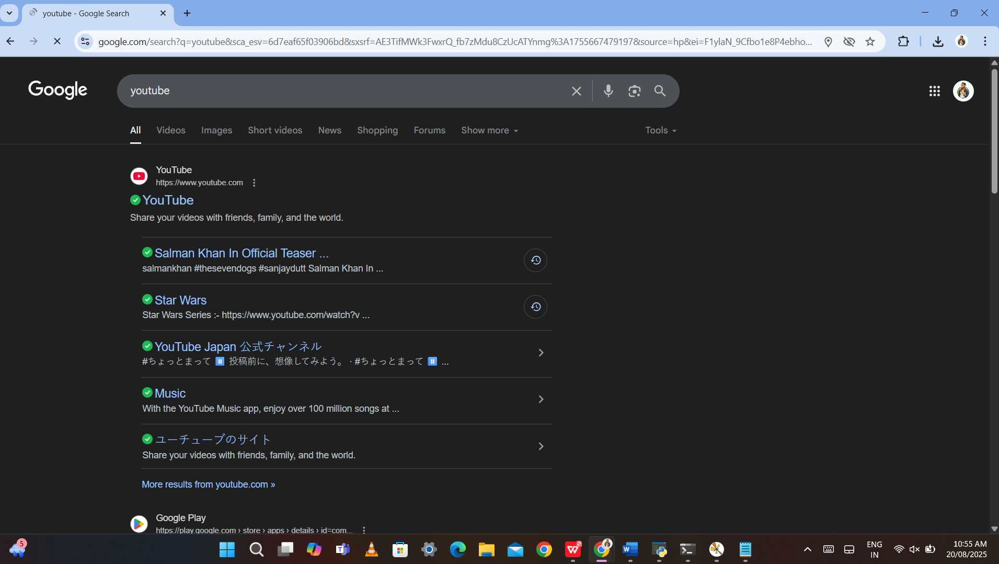 youtube - Google Search
google.com/search?q=youtube&sca_esv=6d7eaf65f03906bd&sxsrf=AE3TifMWk3FwxrQ_fb7zMdu8CzUcATYnmg%3A1755667479197&source=hp&ei=F1ylaN_9Cfbo1e8P4ebho...
Google
youtube
All Videos Images Short videos News Shopping Forums Show more Tools
YouTube
https://www.youtube.com
YouTube
Share your videos with friends, family, and the world.
Salman Khan In Official Teaser ...
salmankhan #thesevendogs #sanjaydutt Salman Khan In ...
Star Wars
Star Wars Series :- https://www.youtube.com/watch?v ...
YouTube Japan 公式チャンネル
#ちょっとまって ⏸ 投稿前に、想像してみよう。 · #ちょっとまって ⏸ ...
Music
With the YouTube Music app, enjoy over 100 million songs at ...
ユーチューブのサイト
Share your videos with friends, family, and the world.
More results from youtube.com »
Google Play
https://play.google.com › store › apps › details › id=com...
5
ENG
IN
10:55 AM
20/08/2025